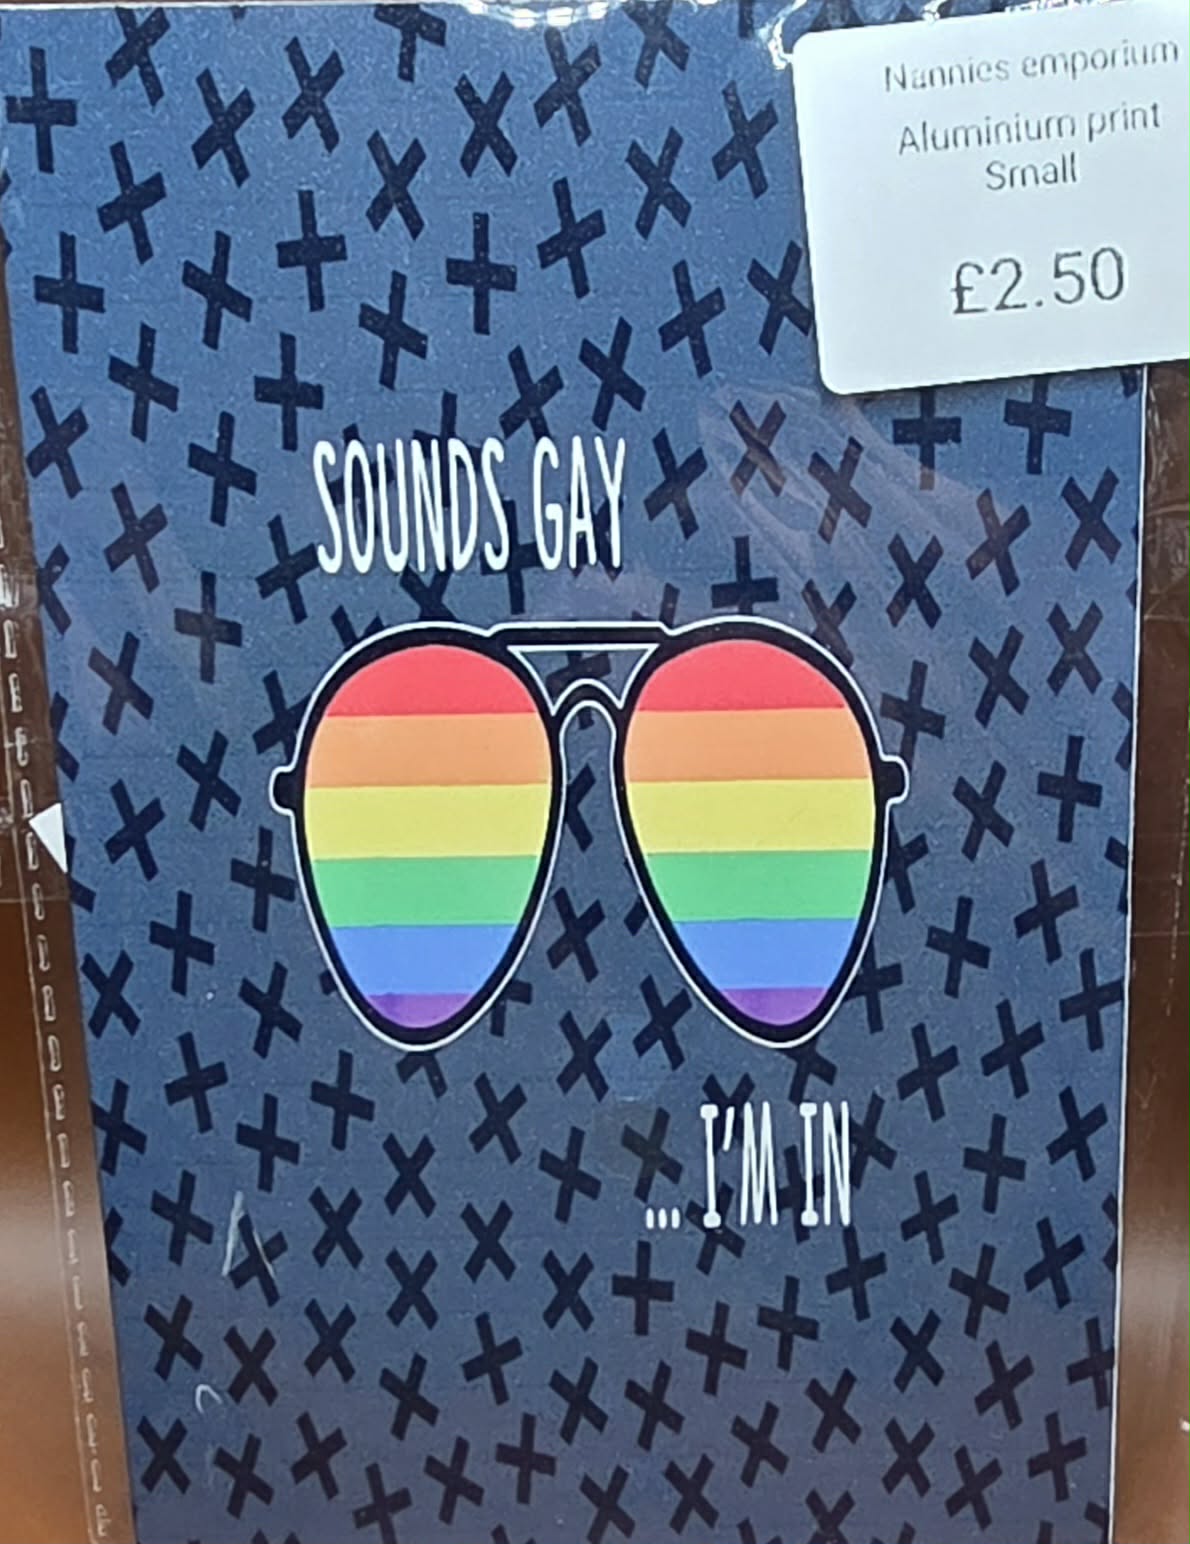 Nannies emporium
Aluminium print
Small
£2.50
SOUNDS GAY
... I'M IN